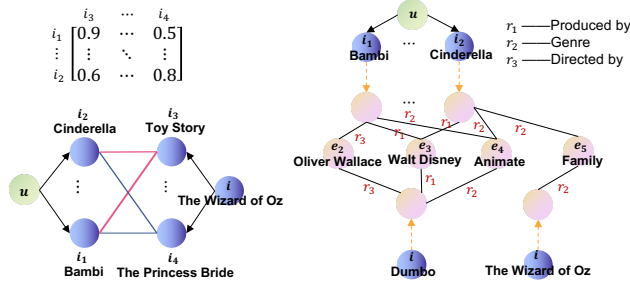 i₃ ⋯ i₄
i₁ 0.9 ⋯ 0.5
⋮ ⋮ ⋱ ⋮
i₂ 0.6 ⋯ 0.8
i₂
Cinderella
i₃
Toy Story
u
⋮
⋮
i
The Wizard of Oz
i₁
Bambi
i₄
The Princess Bride
u
i₁
Bambi
...
i₂
Cinderella
r₁ ——Produced by
r₂ ——Genre
r₃ ——Directed by
...
r₃
r₁
r₂
r₁
r₂
r₂
e₂
Oliver Wallace
e₃
Walt Disney
e₄
Animate
e₅
Family
r₃
r₁
r₂
r₂
i
Dumbo
i
The Wizard of Oz